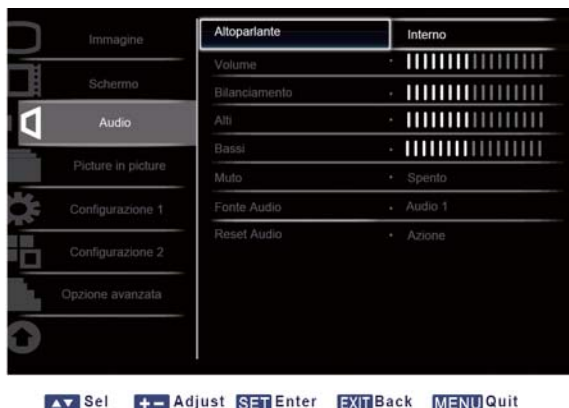 Immagine
Schermo
Audio
Picture in picture
Configurazione 1
Configurazione 2
Opzione avanzata
Altoparlante Interno
Volume
Bilanciamento
Alti
Bassi
Muto Spento
Fonte Audio Audio 1
Reset Audio Azione
Sel Adjust SET Enter EXIT Back MENU Quit